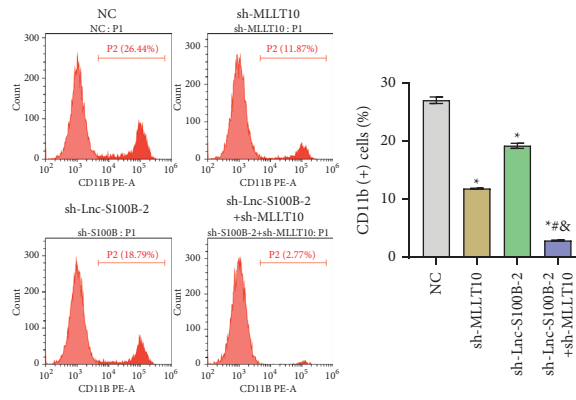 NC
NC : P1
P2 (26.44%)
300
200
100
0
Count
10² 10³ 10⁴ 10⁵ 10⁶
CD11B PE-A
sh-MLLT10
sh-MLLT10 : P1
P2 (11.87%)
300
200
100
0
Count
10² 10³ 10⁴ 10⁵ 10⁶
CD11B PE-A
sh-Lnc-S100B-2
sh-S100B : P1
P2 (18.79%)
300
200
100
0
Count
10² 10³ 10⁴ 10⁵ 10⁶
CD11B PE-A
sh-Lnc-S100B-2
+sh-MLLT10
sh-S100B-2+sh-MLLT10: P1
P2 (2.77%)
300
200
100
0
Count
10² 10³ 10⁴ 10⁵ 10⁶
CD11B PE-A
CD11b (+) cells (%)
30
20
10
0
*
*
*#&
NC
sh-MLLT10
sh-Lnc-S100B-2
sh-Lnc-S100B-2
+sh-MLLT10